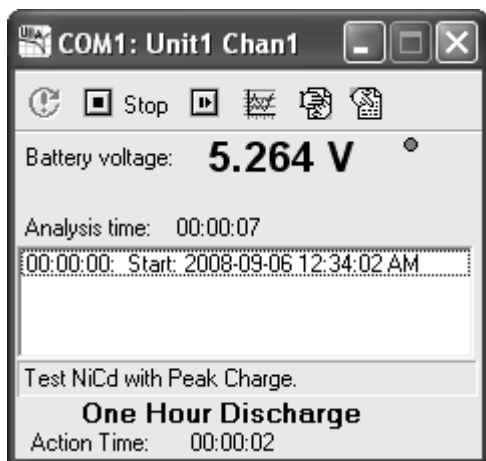 COM1: Unit1 Chan1
Stop
Battery voltage: 5.264 V
Analysis time: 00:00:07
00:00:00: Start: 2008-09-06 12:34:02 AM
Test NiCd with Peak Charge.
One Hour Discharge
Action Time: 00:00:02